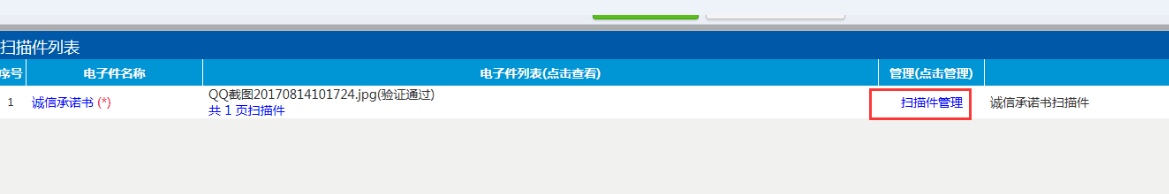 扫描件列表
序号 电子件名称 电子件列表(点击查看) 管理(点击管理)
1 诚信承诺书 (*) QQ截图20170814101724.jpg(验证通过) 扫描件管理 诚信承诺书扫描件
共 1 页扫描件